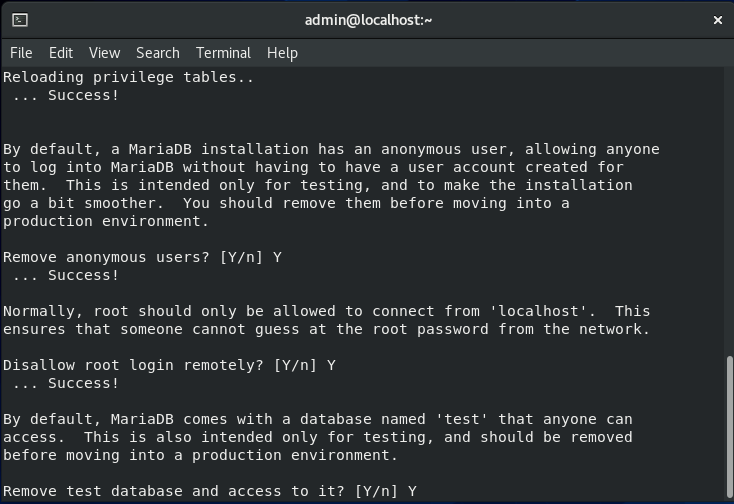 admin@localhost:~
File Edit View Search Terminal Help
Reloading privilege tables..
 ... Success!
By default, a MariaDB installation has an anonymous user, allowing anyone
to log into MariaDB without having to have a user account created for
them.  This is intended only for testing, and to make the installation
go a bit smoother.  You should remove them before moving into a
production environment.
Remove anonymous users? [Y/n] Y
 ... Success!
Normally, root should only be allowed to connect from 'localhost'.  This
ensures that someone cannot guess at the root password from the network.
Disallow root login remotely? [Y/n] Y
 ... Success!
By default, MariaDB comes with a database named 'test' that anyone can
access.  This is also intended only for testing, and should be removed
before moving into a production environment.
Remove test database and access to it? [Y/n] Y